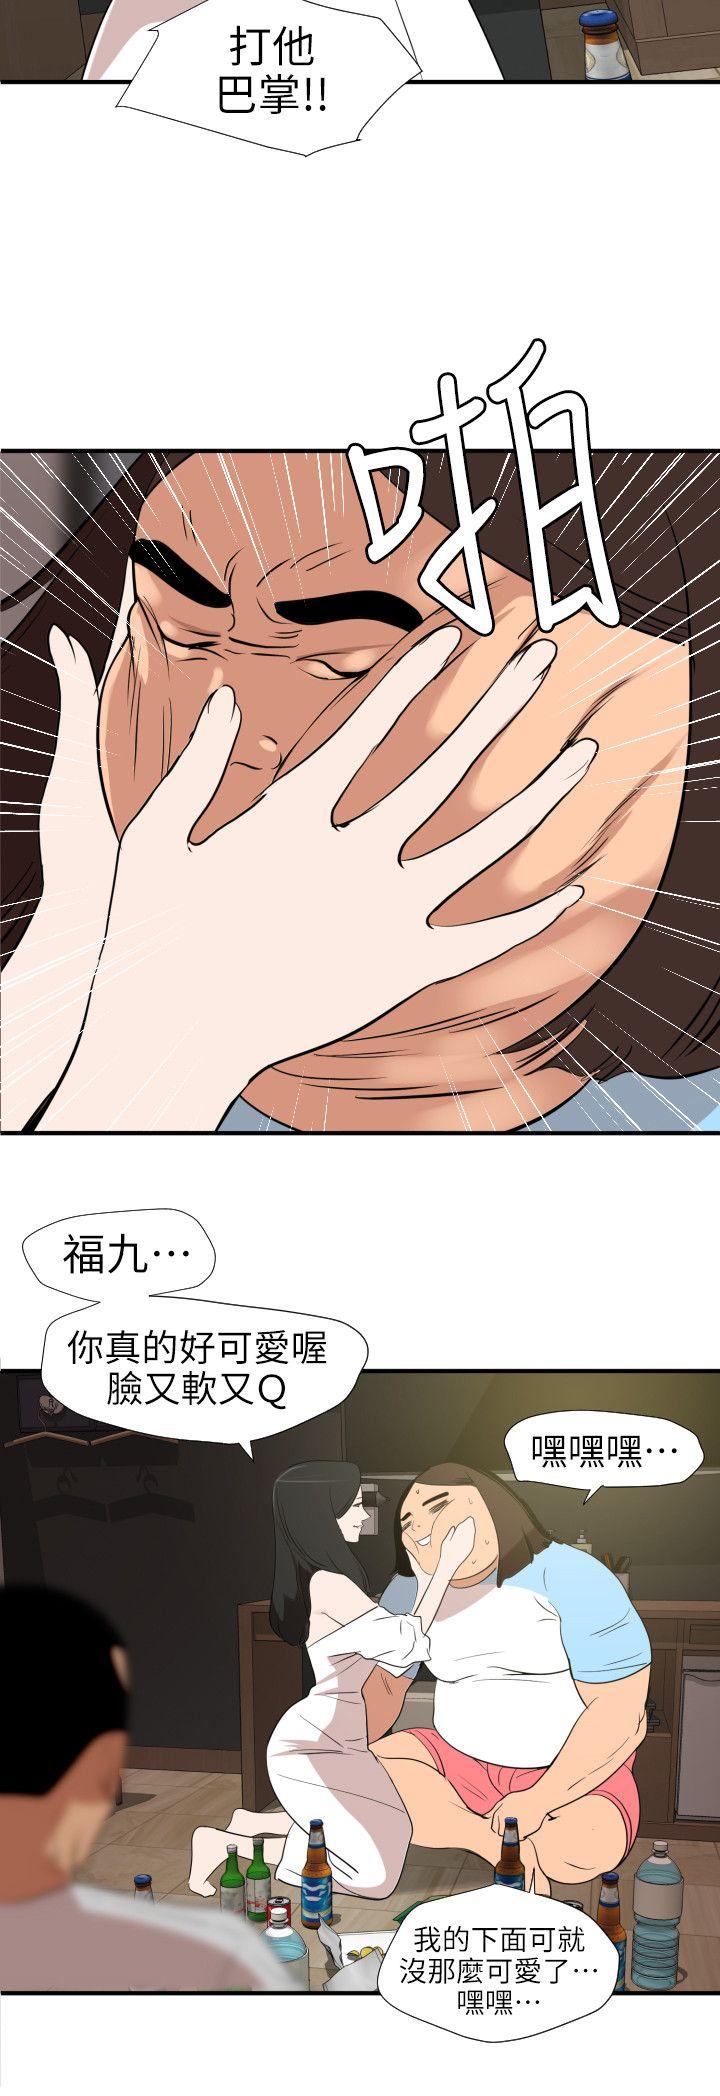 打他
巴掌!!
啪
福九…
你真的好可愛喔
臉又軟又Q
嘿嘿嘿…
我的下面可就
沒那麼可愛了…
嘿嘿…